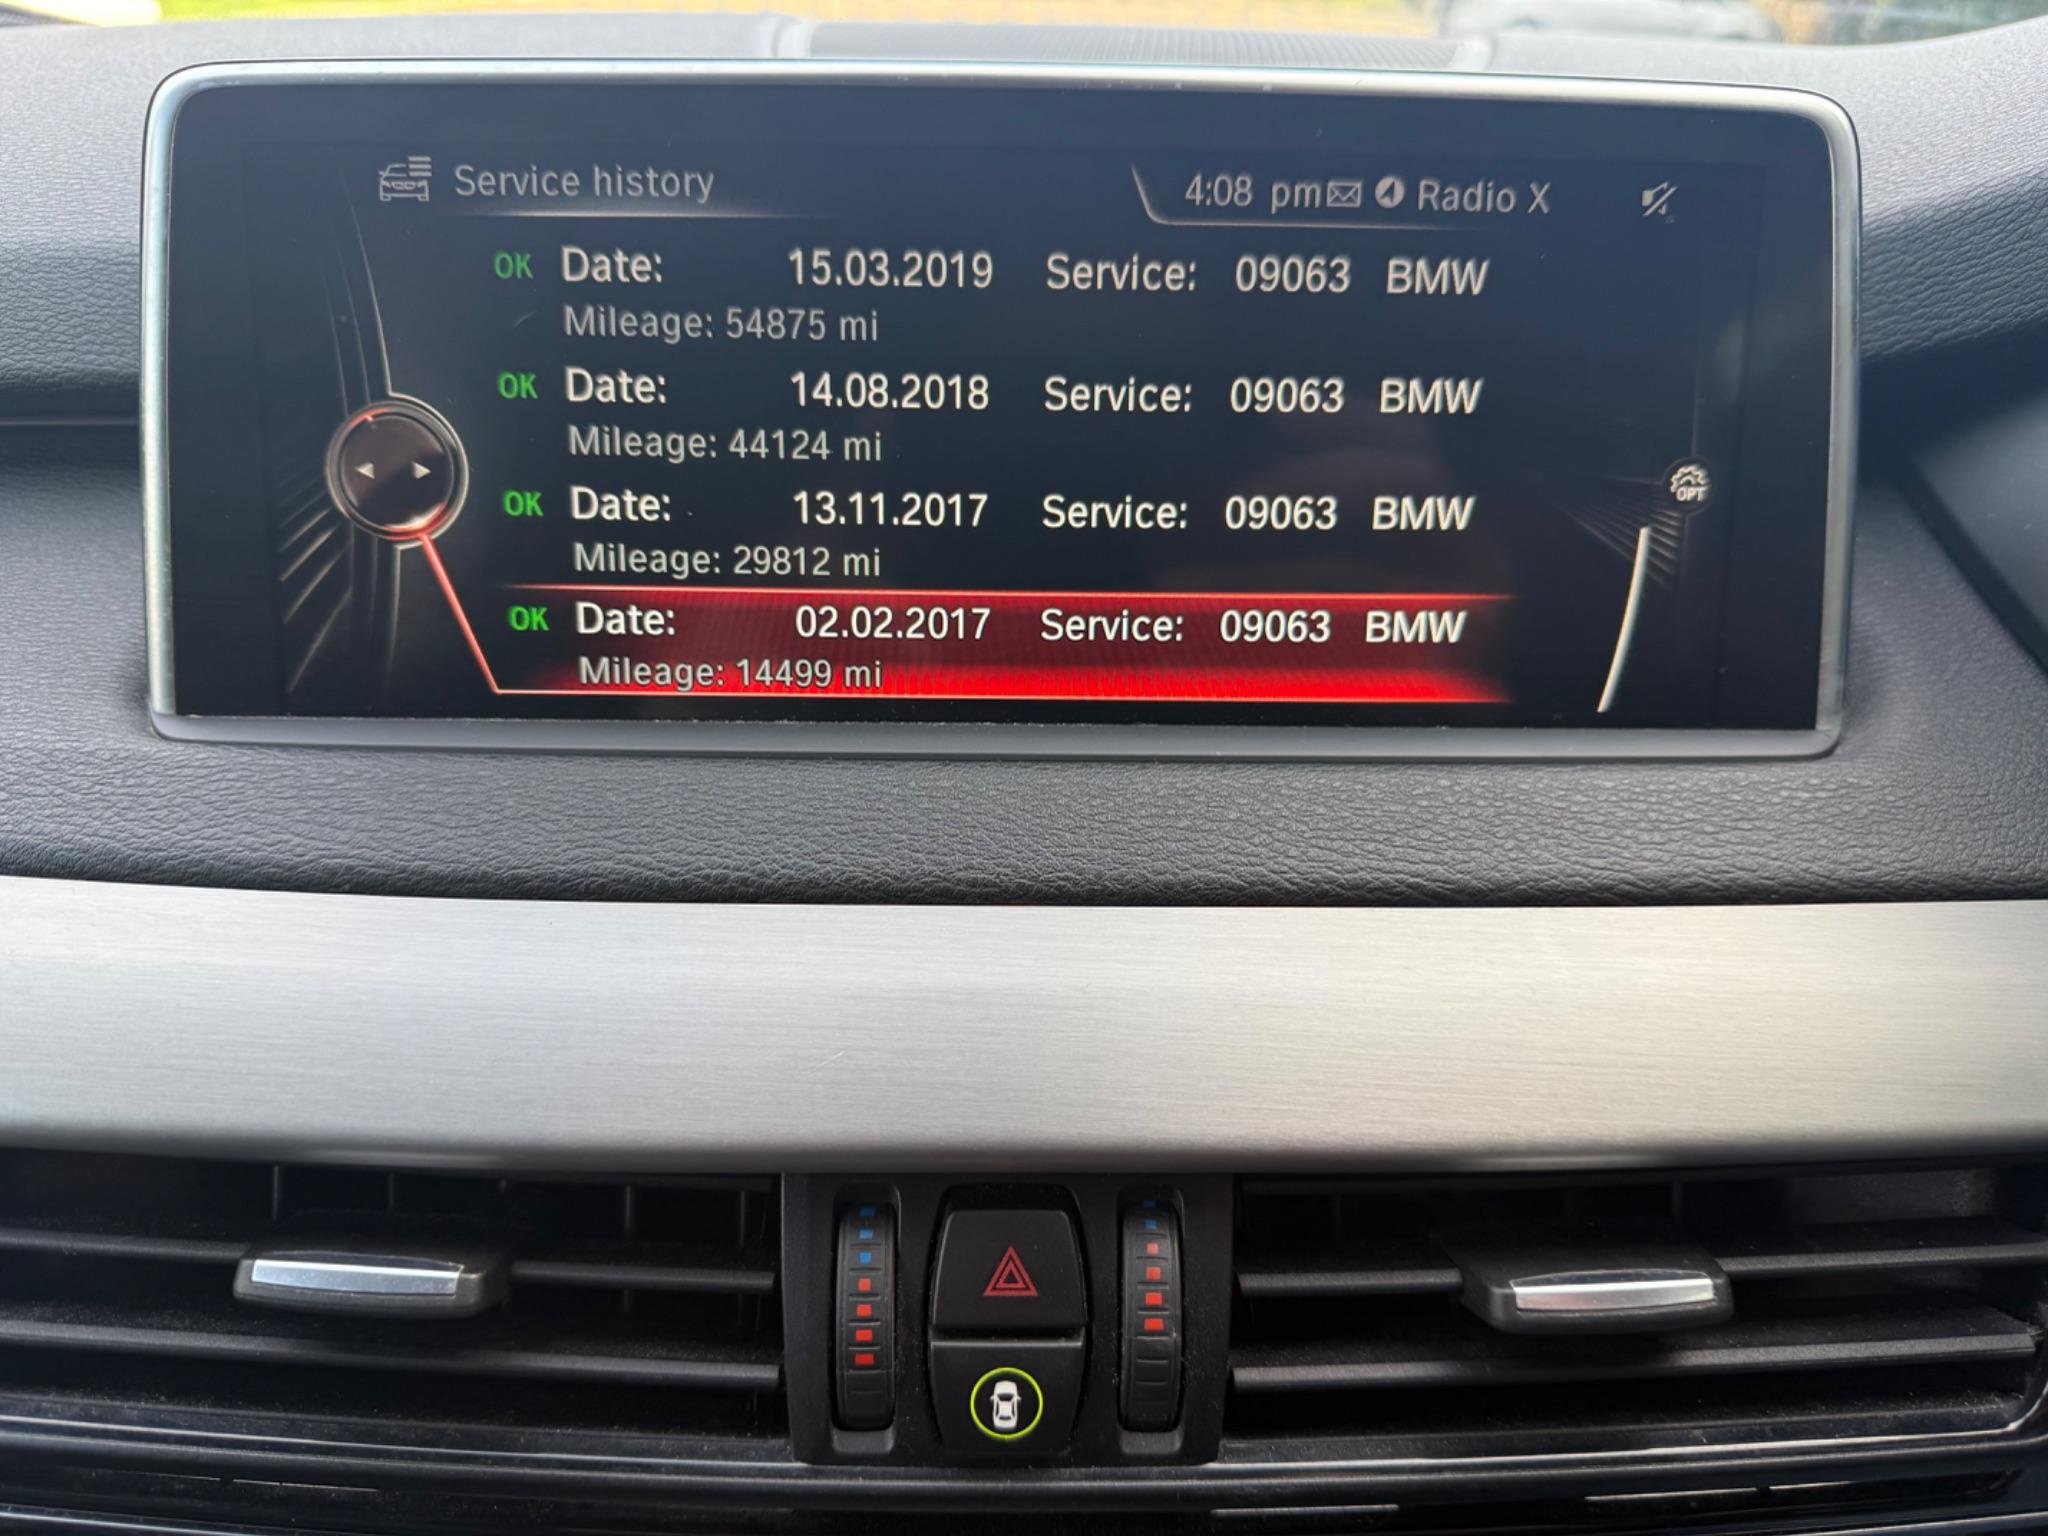 Service history 4:08 pm Radio X
OK Date: 15.03.2019 Service: 09063 BMW
Mileage: 54875 mi
OK Date: 14.08.2018 Service: 09063 BMW
Mileage: 44124 mi
OK Date: 13.11.2017 Service: 09063 BMW
Mileage: 29812 mi
OPT
OK Date: 02.02.2017 Service: 09063 BMW
Mileage: 14499 mi